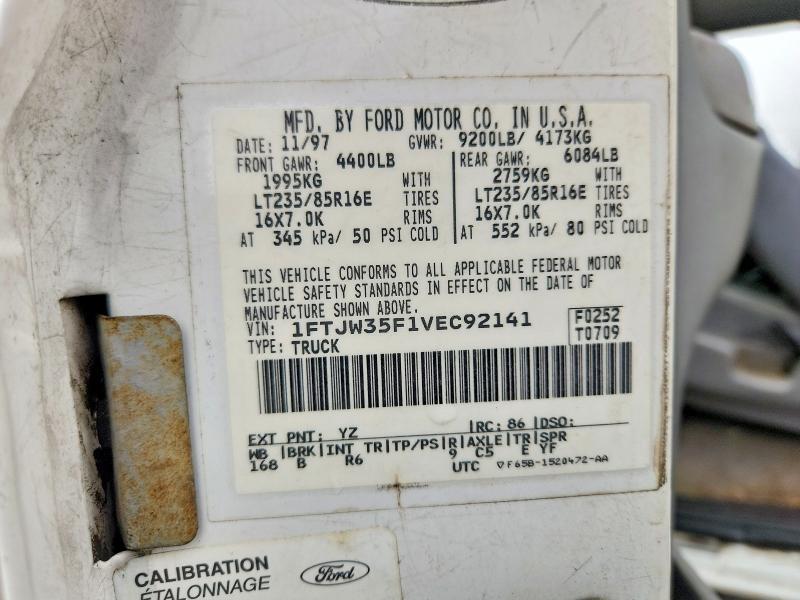 MFD. BY FORD MOTOR CO. IN U.S.A.
DATE: 11/97 GVWR: 9200LB/ 4173KG
FRONT GAWR: 4400LB REAR GAWR: 6084LB
1995KG WITH 2759KG WITH
LT235/85R16E TIRES LT235/85R16E TIRES
16X7.0K RIMS 16X7.0K RIMS
AT 345 kPa/ 50 PSI COLD AT 552 kPa/ 80 PSI COLD
THIS VEHICLE CONFORMS TO ALL APPLICABLE FEDERAL MOTOR
VEHICLE SAFETY STANDARDS IN EFFECT ON THE DATE OF
MANUFACTURE SHOWN ABOVE.
VIN: 1FTJW35F1VEC92141 F0252
TYPE: TRUCK T0709
EXT PNT: YZ |RC: 86 |DSO:
WB |BRK|INT TR|TP/PS|R|AXLE|TR|SPR
168 B R6 9 C5 E YF
UTC ▽F65B-1520472-AA
CALIBRATION Ford
ÉTALONNAGE